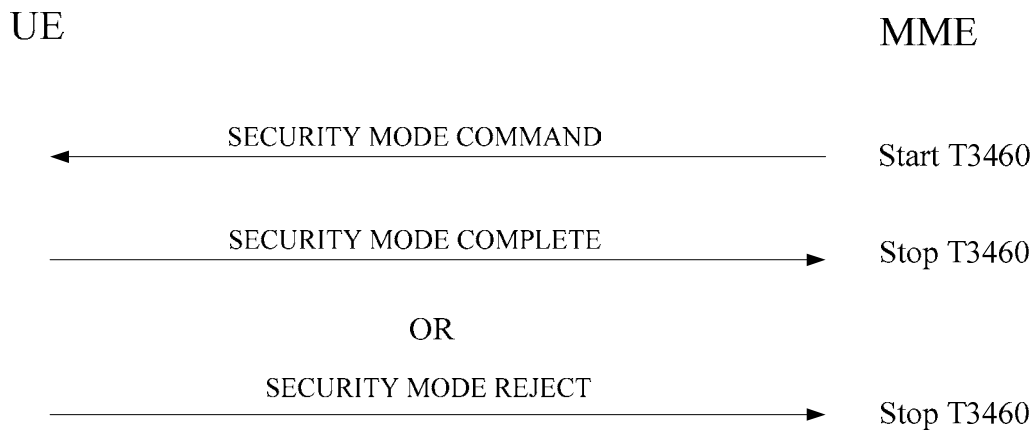 UE
MME
SECURITY MODE COMMAND
Start T3460
SECURITY MODE COMPLETE
Stop T3460
OR
SECURITY MODE REJECT
Stop T3460